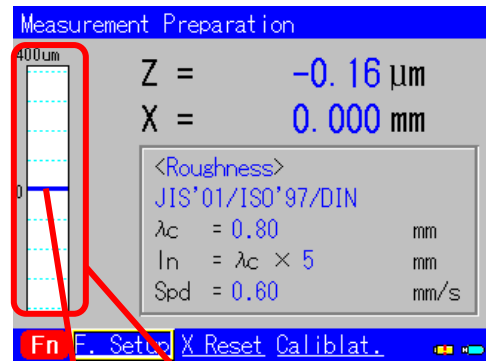 Measurement Preparation
400um
Z = -0.16 μm
X = 0.000 mm
0
<Roughness>
JIS'01/ISO'97/DIN
λc = 0.80 mm
ln = λc × 5 mm
Spd = 0.60 mm/s
Fn F. Setup X Reset Caliblat.